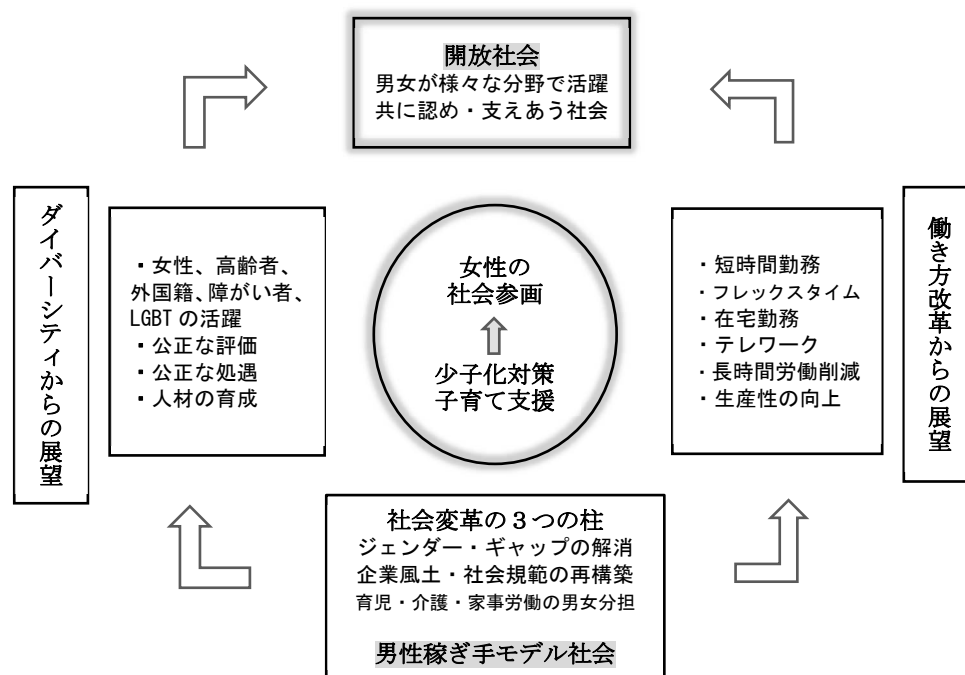 開放社会
男女が様々な分野で活躍
共に認め・支えあう社会
ダイバーシティからの展望
・女性、高齢者、
外国籍、障がい者、
LGBT の活躍
・公正な評価
・公正な処遇
・人材の育成
女性の
社会参画
少子化対策
子育て支援
・短時間勤務
・フレックスタイム
・在宅勤務
・テレワーク
・長時間労働削減
・生産性の向上
働き方改革からの展望
社会変革の３つの柱
ジェンダー・ギャップの解消
企業風土・社会規範の再構築
育児・介護・家事労働の男女分担
男性稼ぎ手モデル社会